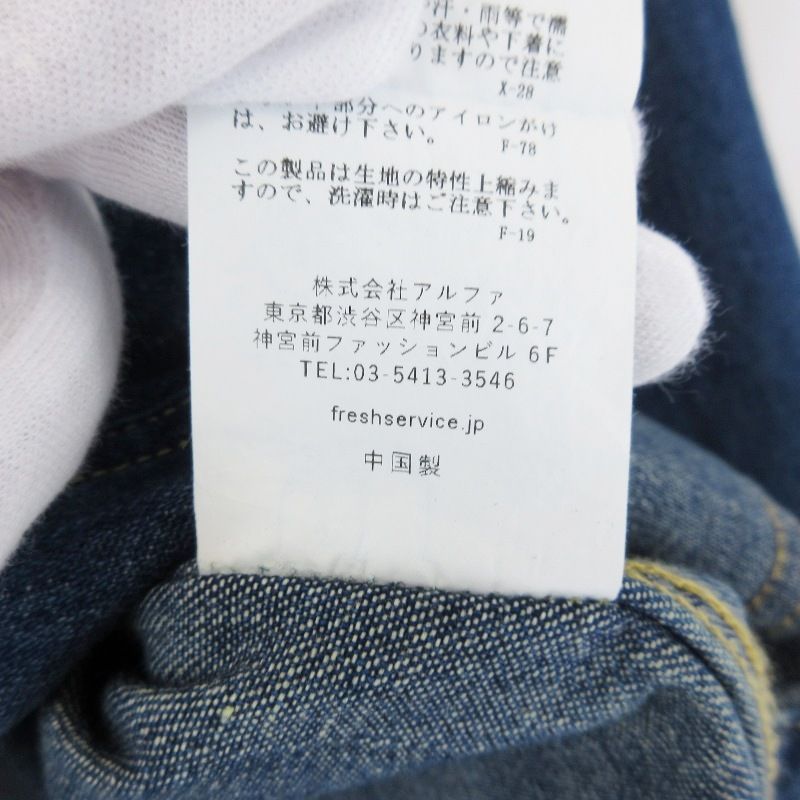 汗・雨等で濡
の衣料や下着に
りますので注意
X-28
部分へのアイロンがけ
は、お避け下さい。
F-78
この製品は生地の特性上縮みま
すので、洗濯時はご注意下さい。
F-19
株式会社アルファ
東京都渋谷区神宮前 2-6-7
神宮前ファッションビル 6F
TEL:03-5413-3546
freshservice.jp
中国製